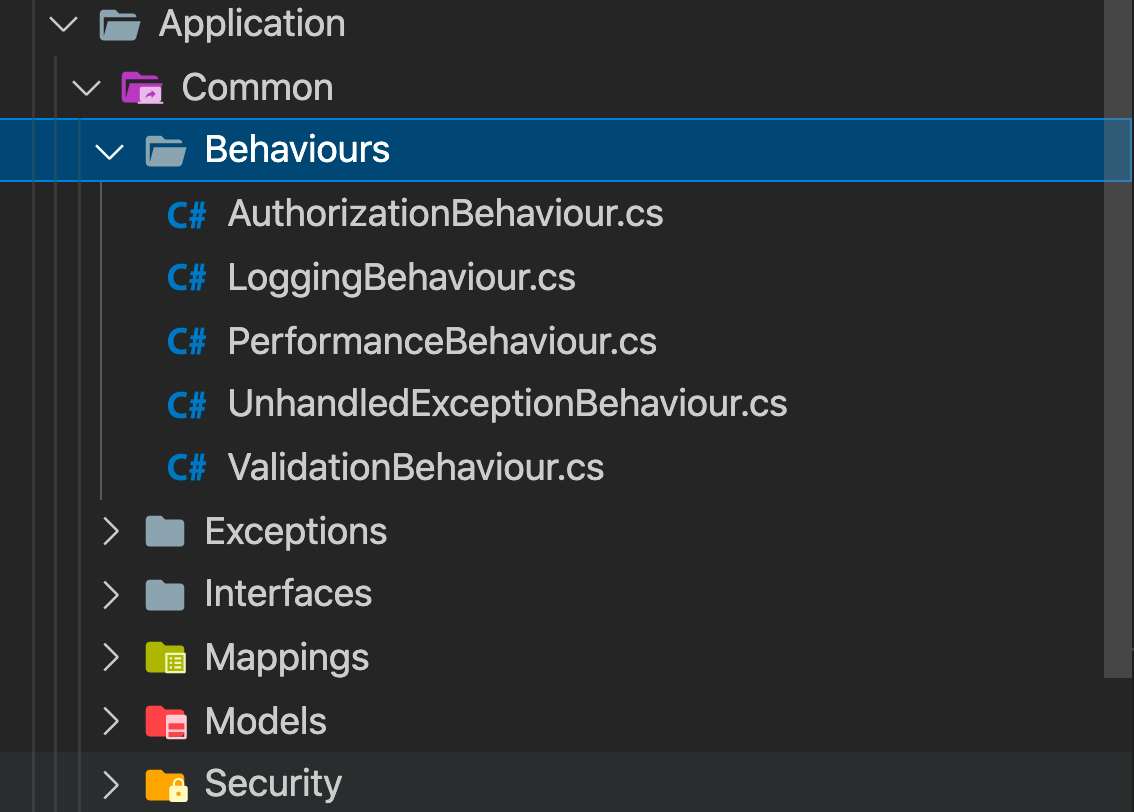 Application
Common
Behaviours
C# AuthorizationBehaviour.cs
C# LoggingBehaviour.cs
C# PerformanceBehaviour.cs
C# UnhandledExceptionBehaviour.cs
C# ValidationBehaviour.cs
Exceptions
Interfaces
Mappings
Models
Security